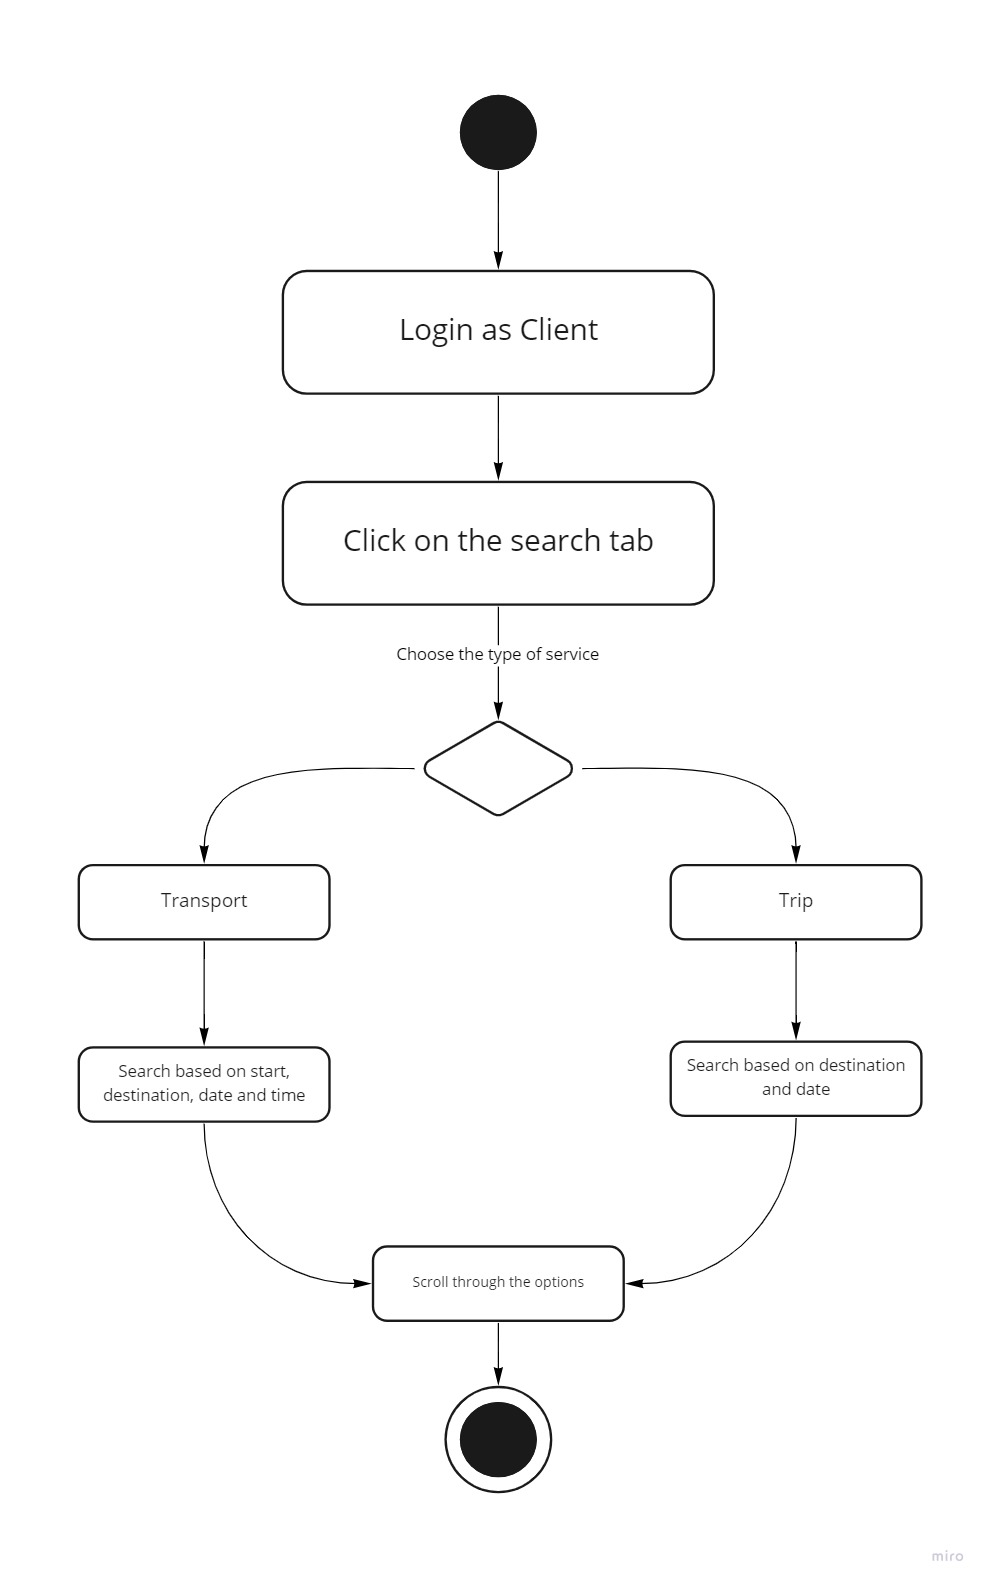 Login as Client
Click on the search tab
Choose the type of service
Transport
Trip
Search based on start,
destination, date and time
Search based on destination
and date
Scroll through the options
miro